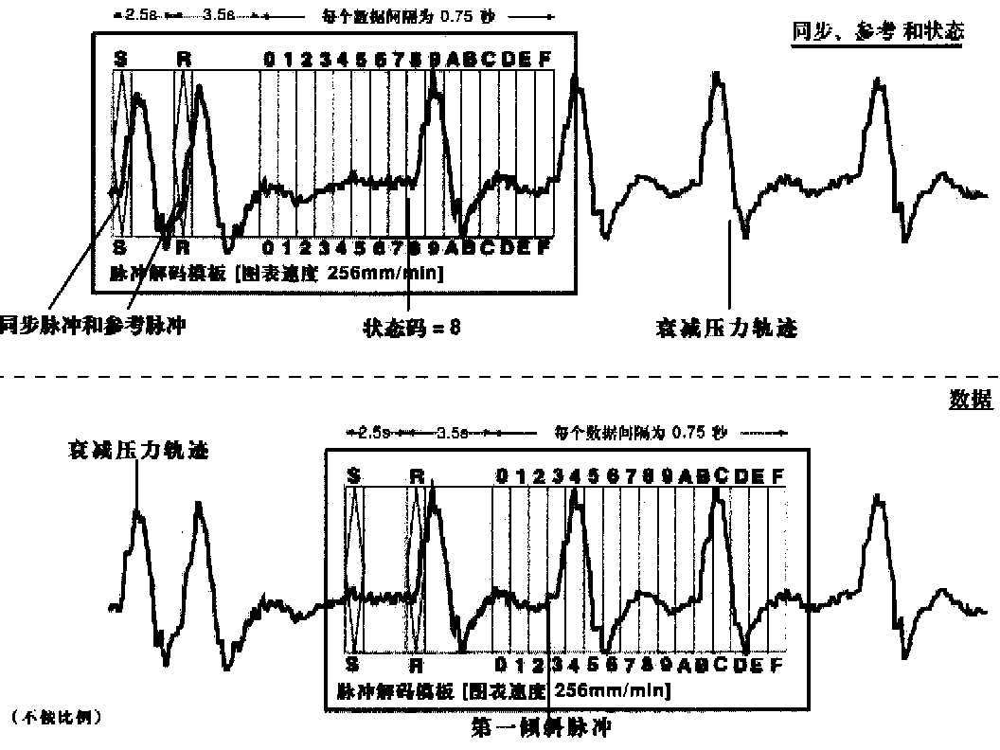 2.5s 3.5s 每个数据间隔为 0.75 秒
同步、参考和状态
S R 0 1 2 3 4 5 6 7 8 9 A B C D E F
S R 0 1 2 3 4 5 6 7 8 9 A B C D E F
脉冲解码模板 [图表速度 256mm/min]
同步脉冲和参考脉冲
状态码 = 8
衰减压力轨迹
数据
2.5s 3.5s 每个数据间隔为 0.75 秒
衰减压力轨迹
S R 0 1 2 3 4 5 6 7 8 9 A B C D E F
S R 0 1 2 3 4 5 6 7 8 9 A B C D E F
脉冲解码模板 [图表速度 256mm/min]
(不按比例)
第一倾斜脉冲